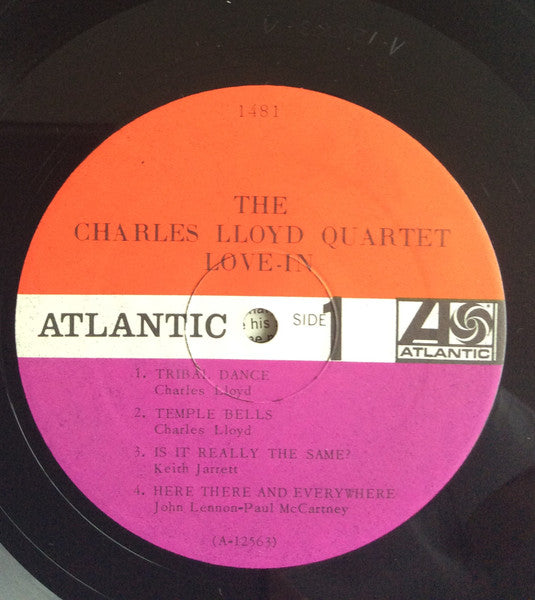 1481
THE
CHARLES LLOYD QUARTET
LOVE-IN
ATLANTIC
his
SIDE 1
ATLANTIC
1. TRIBAL DANCE
Charles Lloyd
2. TEMPLE BELLS
Charles Lloyd
3. IS IT REALLY THE SAME?
Keith Jarrett
4. HERE THERE AND EVERYWHERE
John Lennon-Paul McCartney
(A-12563)